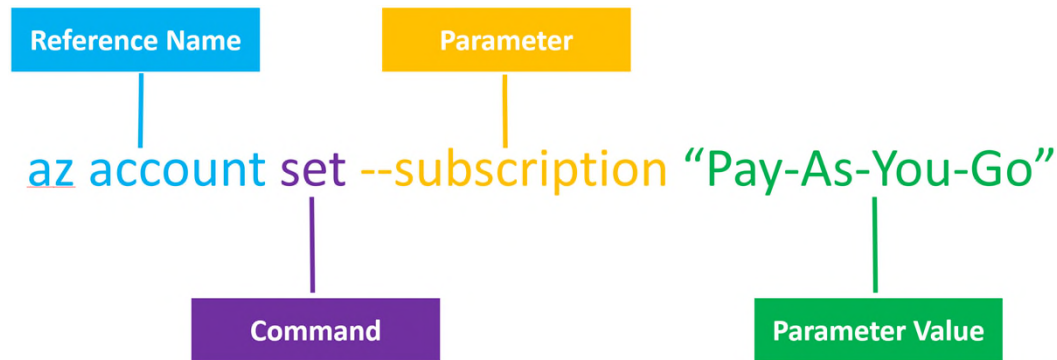 Reference Name
Parameter
az account set --subscription “Pay-As-You-Go”
Command
Parameter Value